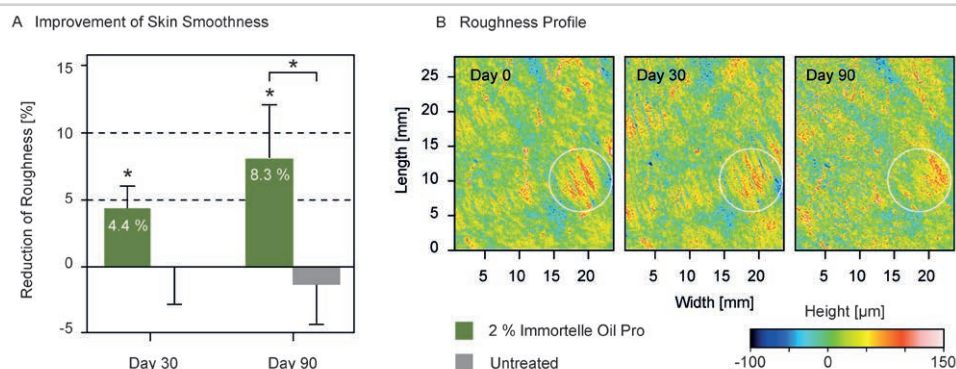 A Improvement of Skin Smoothness
Reduction of Roughness [%]
15
10
5
0
-5
*
4.4 %
*
*
8.3 %
Day 30
Day 90
B Roughness Profile
Length [mm]
25
20
15
10
5
0
Day 0
Day 30
Day 90
5 10 15 20
5 10 15 20
5 10 15 20
Width [mm]
2 % Immortelle Oil Pro
Untreated
Height [µm]
-100 0 150